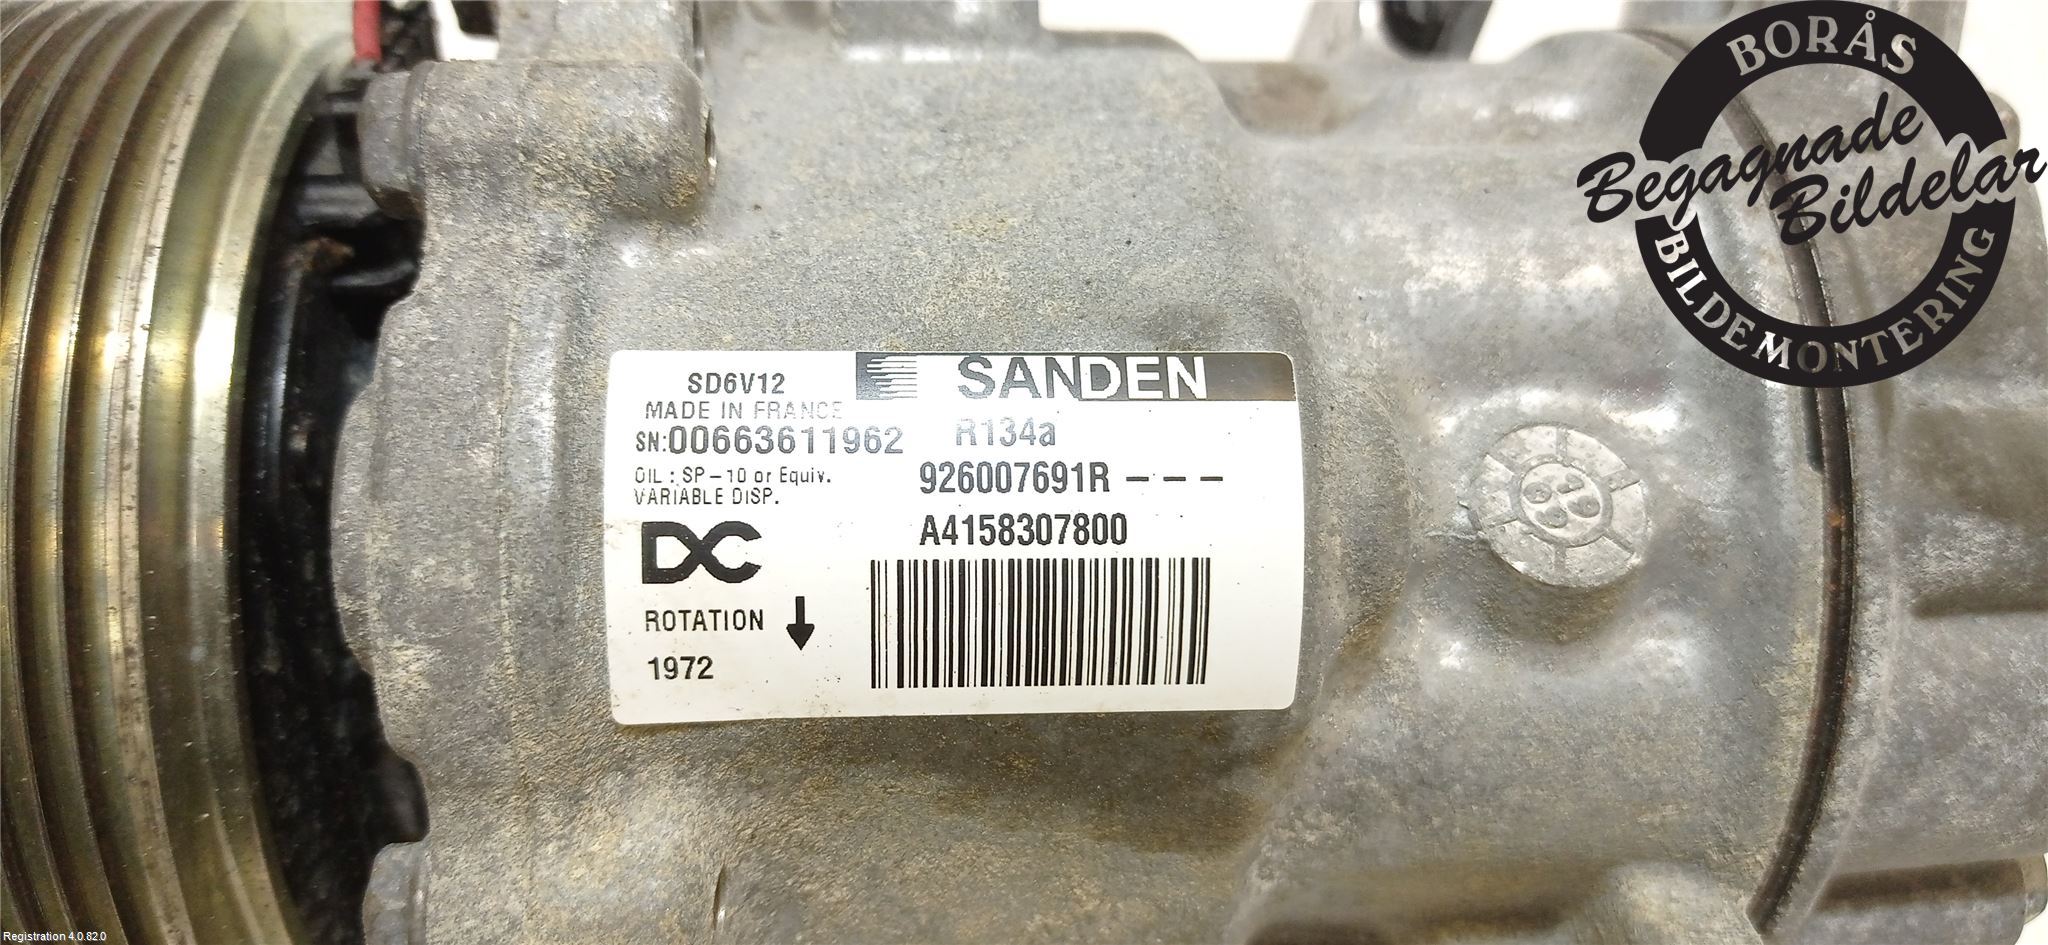 BORÅS
Begagnade
Bildelar
BILDEMONTERING
SD6V12
SANDEN
MADE IN FRANCE
SN:00663611962
R134a
OIL : SP-10 or Equiv.
926007691R ---
VARIABLE DISP.
A4158307800
DC
ROTATION
1972
Registration 4.0.82.0